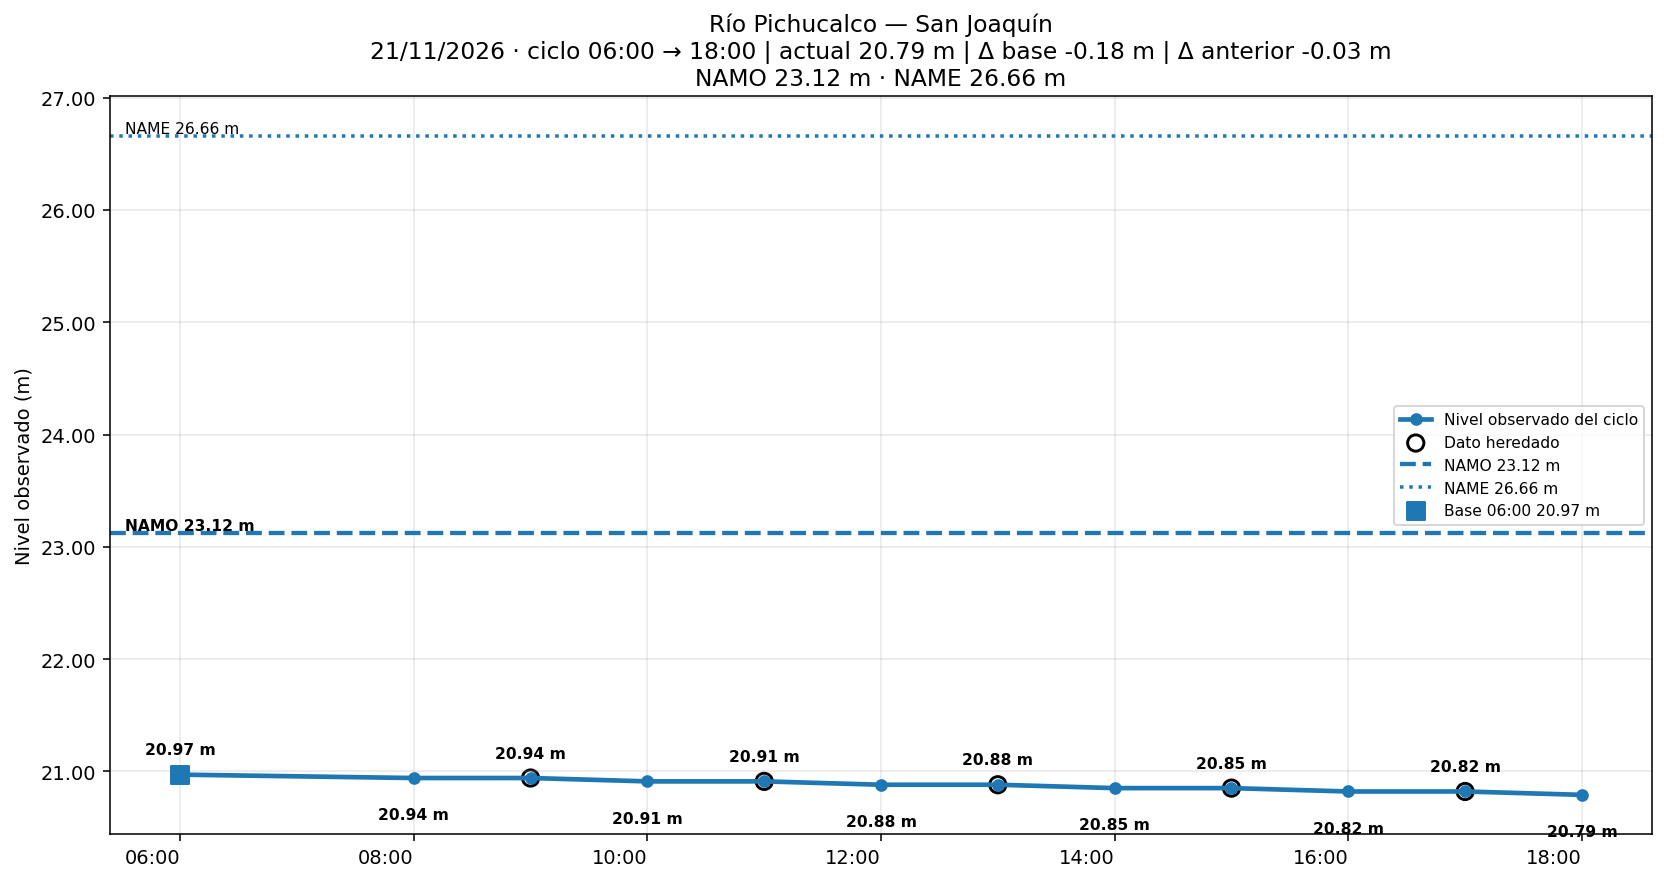 Río Pichucalco — San Joaquín
21/11/2026 · ciclo 06:00 → 18:00 | actual 20.79 m | Δ base -0.18 m | Δ anterior -0.03 m
NAMO 23.12 m · NAME 26.66 m
27.00
NAME 26.66 m
26.00
25.00
24.00
Nivel observado del ciclo
Dato heredado
NAMO 23.12 m
NAME 26.66 m
Base 06:00 20.97 m
NAMO 23.12 m
23.00
22.00
21.00
Nivel observado (m)
20.97 m
20.94 m
20.91 m
20.88 m
20.85 m
20.82 m
20.94 m
20.91 m
20.88 m
20.85 m
20.82 m
20.79 m
06:00
08:00
10:00
12:00
14:00
16:00
18:00